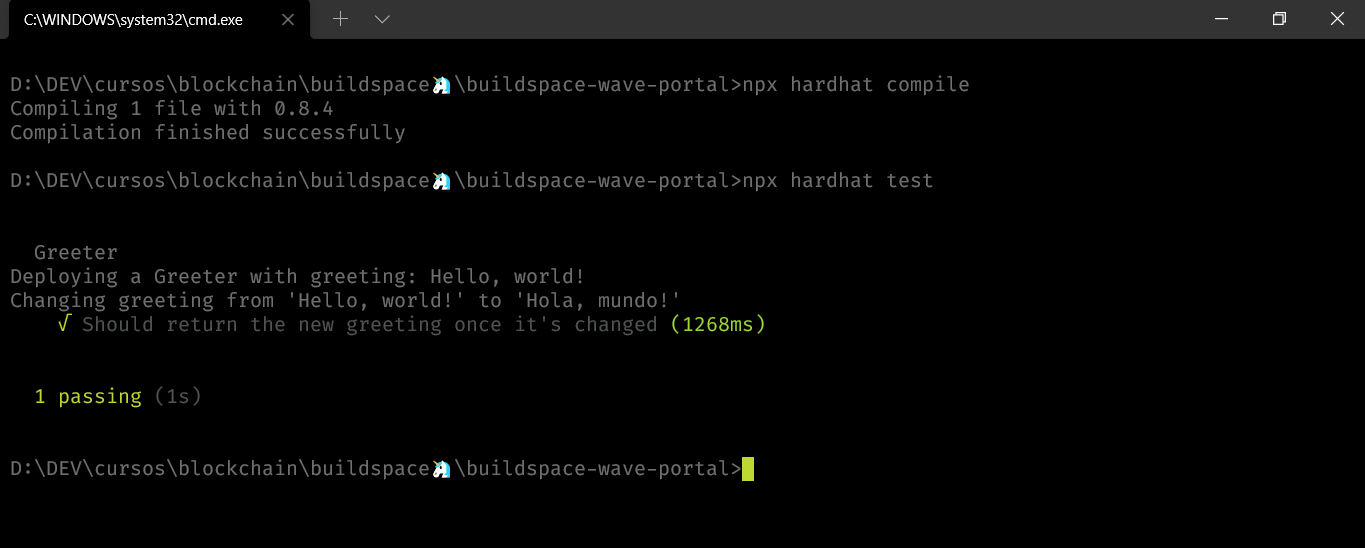 C:\WINDOWS\system32\cmd.exe
D:\DEV\cursos\blockchain\buildspace🦄\buildspace-wave-portal>npx hardhat compile
Compiling 1 file with 0.8.4
Compilation finished successfully
D:\DEV\cursos\blockchain\buildspace🦄\buildspace-wave-portal>npx hardhat test
Greeter
Deploying a Greeter with greeting: Hello, world!
Changing greeting from 'Hello, world!' to 'Hola, mundo!'
√ Should return the new greeting once it's changed (1268ms)
1 passing (1s)
D:\DEV\cursos\blockchain\buildspace🦄\buildspace-wave-portal>